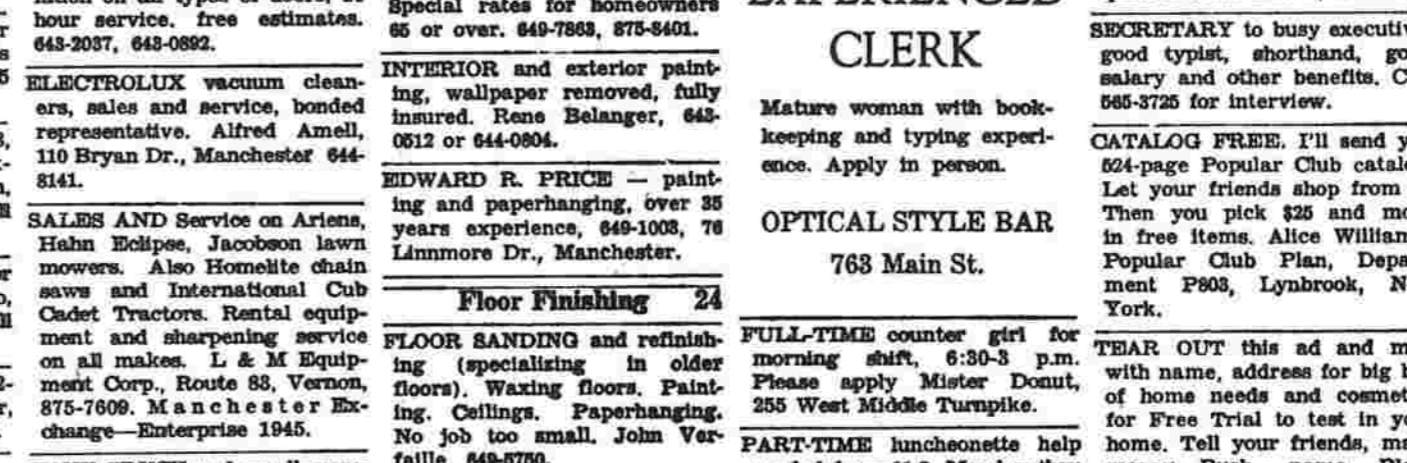 hour service. free estimates.
643-2037, 643-0892.
ELECTROLUX vacuum clean-
ers, sales and service, bonded
representative. Alfred Amell,
110 Bryan Dr., Manchester 644-
8141.
SALES AND Service on Ariens,
Hahn Eclipse, Jacobson lawn
mowers. Also Homelite chain
saws and International Cub
Cadet Tractors. Rental equip-
ment and sharpening service
on all makes. L & M Equip-
ment Corp., Route 83, Vernon,
875-7609. Manchester Ex-
change—Enterprise 1945.
Special rates for homeowners
65 or over. 649-7863, 875-8401.
INTERIOR and exterior paint-
ing, wallpaper removed, fully
insured. Rene Belanger, 643-
0512 or 644-0804.
EDWARD R. PRICE — paint-
ing and paperhanging, over 35
years experience, 649-1003, 76
Linnmore Dr., Manchester.
Floor Finishing 24
FLOOR SANDING and refinish-
ing (specializing in older
floors). Waxing floors. Paint-
ing. Ceilings. Paperhanging.
No job too small. John Ver-
faille, 649-5750.
EXPERIENCED
CLERK
Mature woman with book-
keeping and typing experi-
ence. Apply in person.
OPTICAL STYLE BAR
763 Main St.
FULL-TIME counter girl for
morning shift, 6:30-3 p.m.
Please apply Mister Donut,
255 West Middle Turnpike.
PART-TIME luncheonette help
SECRETARY to busy executiv
good typist, shorthand, go
salary and other benefits. C
565-3725 for interview.
CATALOG FREE. I'll send y
524-page Popular Club catalo
Let your friends shop from
Then you pick $25 and mo
in free items. Alice William
Popular Club Plan, Depa
ment P803, Lynbrook, N
York.
TEAR OUT this ad and m
with name, address for big b
of home needs and cosmet
for Free Trial to test in yo
home. Tell your friends, ma